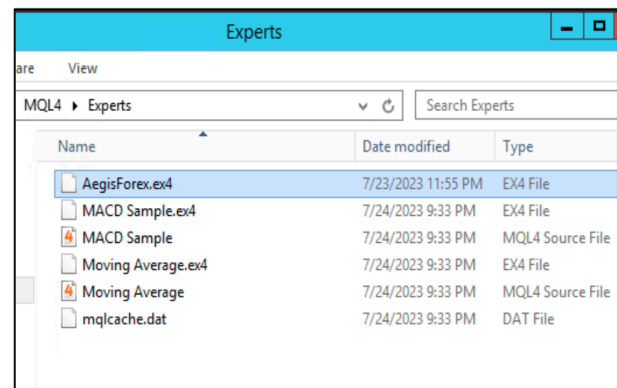 Experts
are View
MQL4 Experts Search Experts
Name Date modified Type
AegisForex.ex4 7/23/2023 11:55 PM EX4 File
MACD Sample.ex4 7/24/2023 9:33 PM EX4 File
MACD Sample 7/24/2023 9:33 PM MQL4 Source File
Moving Average.ex4 7/24/2023 9:33 PM EX4 File
Moving Average 7/24/2023 9:33 PM MQL4 Source File
mqlcache.dat 7/24/2023 9:33 PM DAT File